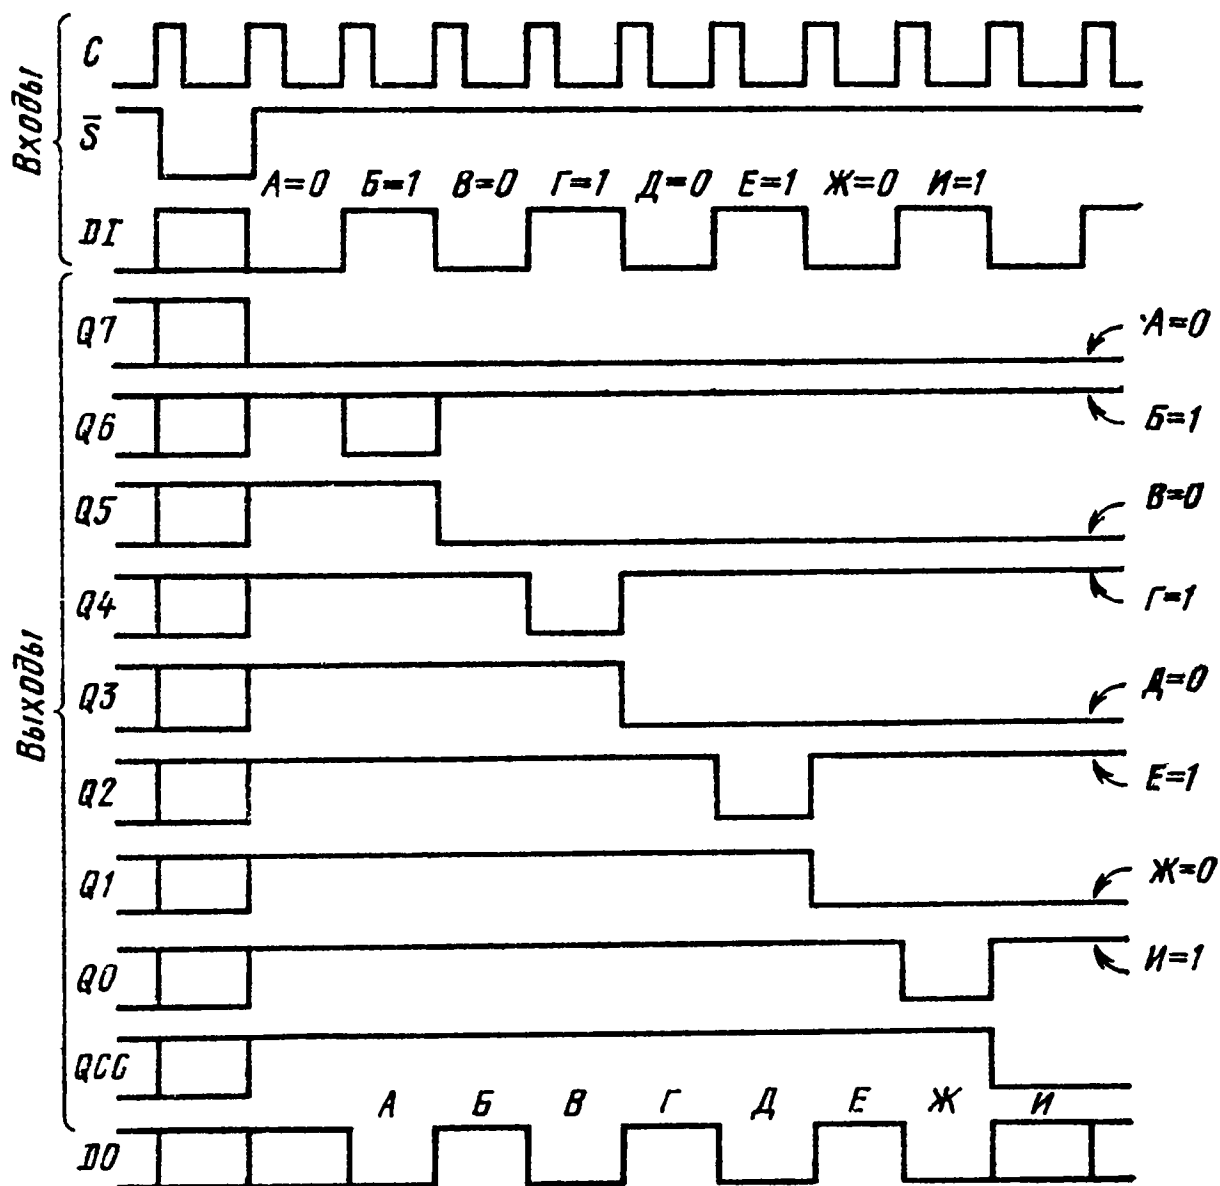 Входы
C
S̅
A=0 Б=1 В=0 Г=1 Д=0 Е=1 Ж=0 И=1
DI
Выходы
Q7
A=0
Q6
Б=1
Q5
В=0
Q4
Г=1
Q3
Д=0
Q2
Е=1
Q1
Ж=0
Q0
И=1
QCG
А Б В Г Д Е Ж И
DO